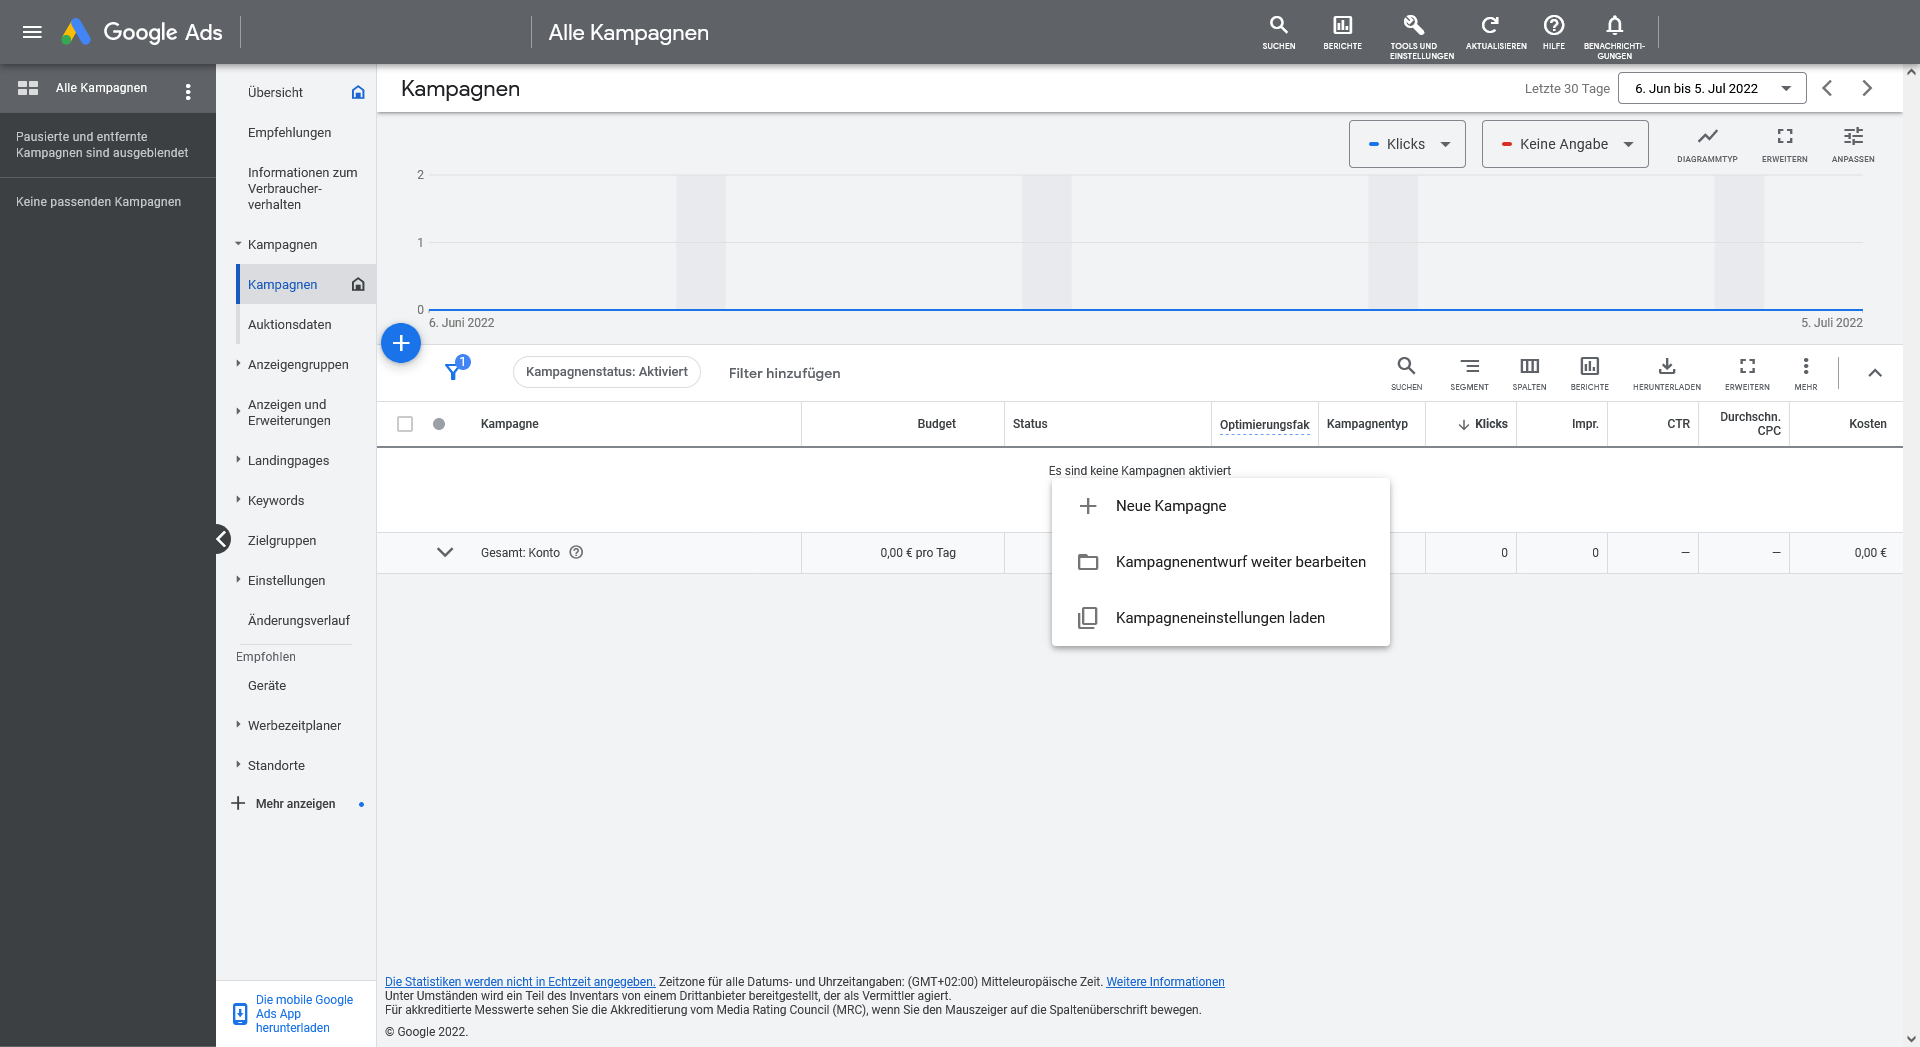 Google Ads
Alle Kampagnen
SUCHEN
BERICHTE
TOOLS UND
EINSTELLUNGEN
AKTUALISIEREN
HILFE
BENACHRICHTI-
GUNGEN
Alle Kampagnen
Pausierte und entfernte
Kampagnen sind ausgeblendet
Keine passenden Kampagnen
Übersicht
Empfehlungen
Informationen zum
Verbraucher-
verhalten
Kampagnen
Kampagnen
Auktionsdaten
Anzeigengruppen
Anzeigen und
Erweiterungen
Landingpages
Keywords
Zielgruppen
Einstellungen
Änderungsverlauf
Empfohlen
Geräte
Werbezeitplaner
Standorte
Mehr anzeigen
Die mobile Google
Ads App
herunterladen
Kampagnen
Letzte 30 Tage
6. Jun bis 5. Jul 2022
Klicks
Keine Angabe
DIAGRAMMTYP
ERWEITERN
ANPASSEN
2
1
0
6. Juni 2022
5. Juli 2022
1
Kampagnenstatus: Aktiviert
Filter hinzufügen
SUCHEN
SEGMENT
SPALTEN
BERICHTE
HERUNTERLADEN
ERWEITERN
MEHR
Kampagne
Budget
Status
Optimierungsfak
Kampagnentyp
Klicks
Impr.
CTR
Durchschn.
CPC
Kosten
Es sind keine Kampagnen aktiviert
Neue Kampagne
Kampagnenentwurf weiter bearbeiten
Kampagneneinstellungen laden
Gesamt: Konto
0,00 € pro Tag
0
0
—
—
0,00 €
Die Statistiken werden nicht in Echtzeit angegeben. Zeitzone für alle Datums- und Uhrzeitangaben: (GMT+02:00) Mitteleuropäische Zeit. Weitere Informationen
Unter Umständen wird ein Teil des Inventars von einem Drittanbieter bereitgestellt, der als Vermittler agiert.
Für akkreditierte Messwerte sehen Sie die Akkreditierung vom Media Rating Council (MRC), wenn Sie den Mauszeiger auf die Spaltenüberschrift bewegen.
© Google 2022.